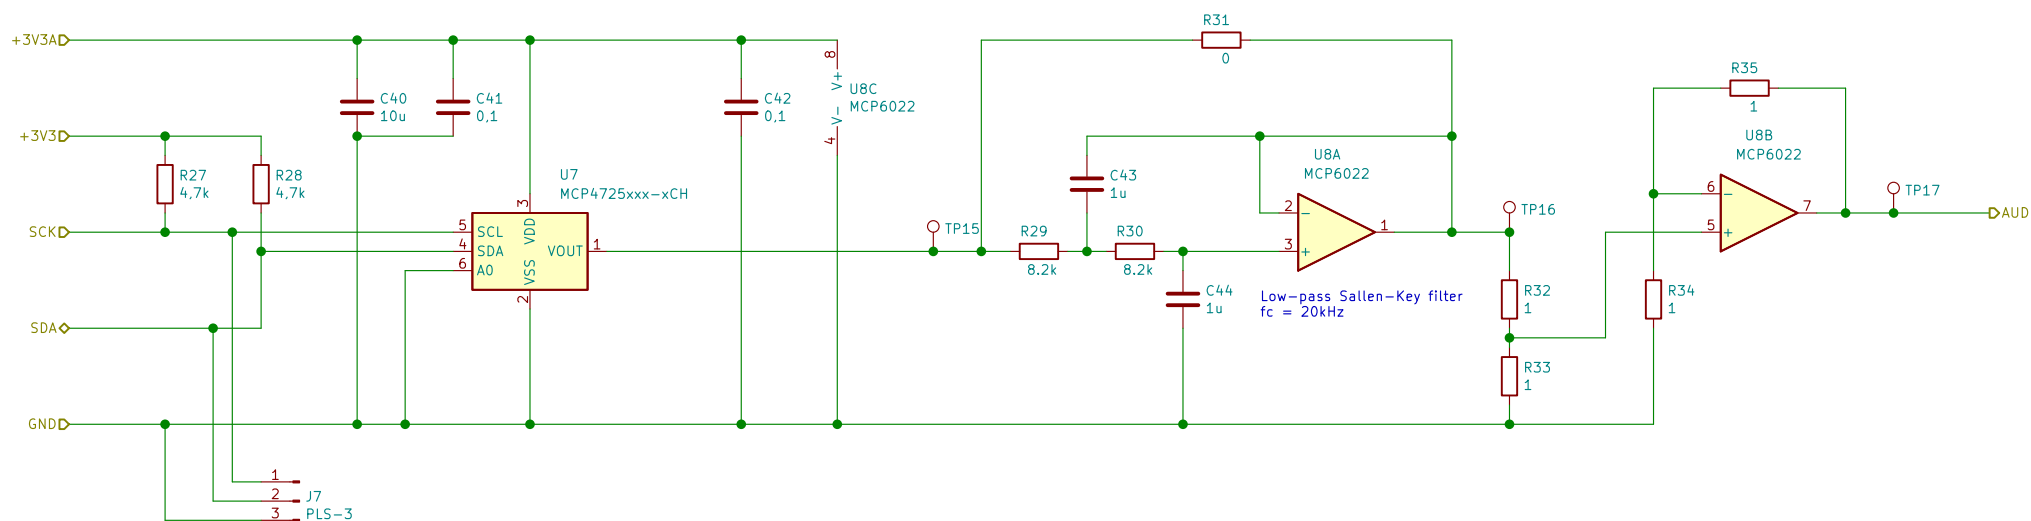 +3V3A
+3V3
SCK
SDA
GND
R27
4,7k
R28
4,7k
C40
10u
C41
0,1
U7
MCP4725xxx-xCH
3
5
SCL
4
SDA
6
A0
VDD
VSS
VOUT
1
2
C42
0,1
8
V+
V-
4
U8C
MCP6022
1
2
3
J7
PLS-3
TP15
R31
0
R29
8.2k
C43
1u
R30
8.2k
C44
1u
U8A
MCP6022
2
-
3
+
1
Low-pass Sallen-Key filter
fc = 20kHz
TP16
R32
1
R33
1
R34
1
R35
1
U8B
MCP6022
6
-
5
+
7
TP17
AUD